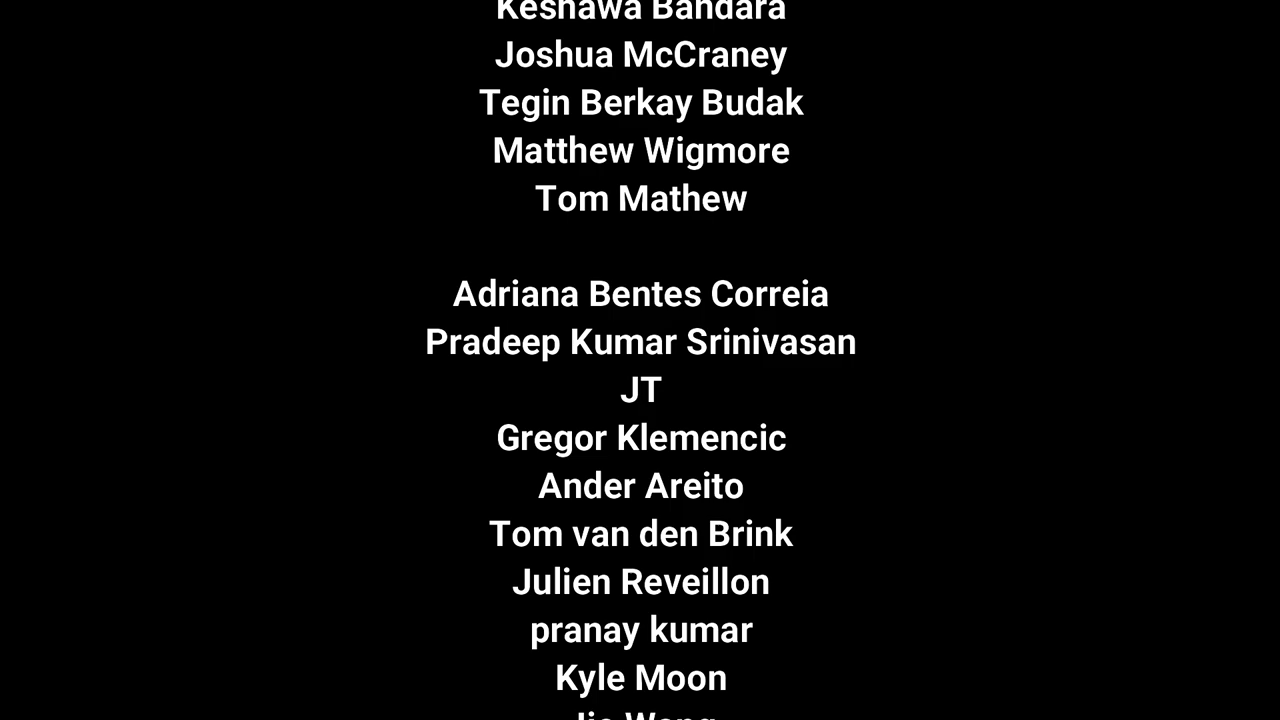 Keshawa Bandara
Joshua McCraney
Tegin Berkay Budak
Matthew Wigmore
Tom Mathew
Adriana Bentes Correia
Pradeep Kumar Srinivasan
JT
Gregor Klemencic
Ander Areito
Tom van den Brink
Julien Reveillon
pranay kumar
Kyle Moon